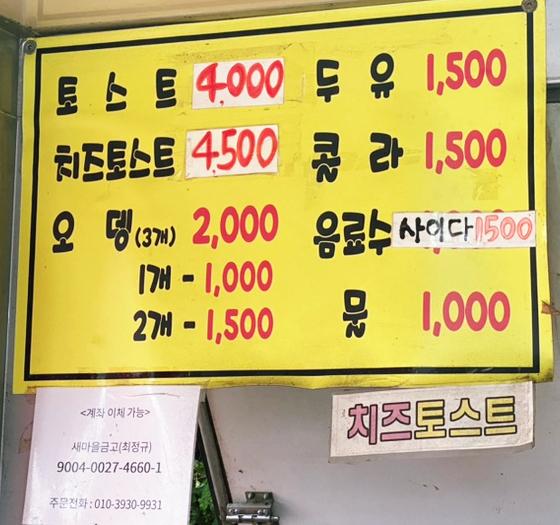 토스트 4.000
치즈토스트 4.500
오뎅(3개) 2,000
1개 - 1,000
2개 - 1,500
두유 1,500
콜라 1,500
음료수 사이다 1500
물 1,000
치즈토스트
<계좌 이체 가능>
새마을금고(최정규)
9004-0027-4660-1
주문전화 : 010-3930-9931